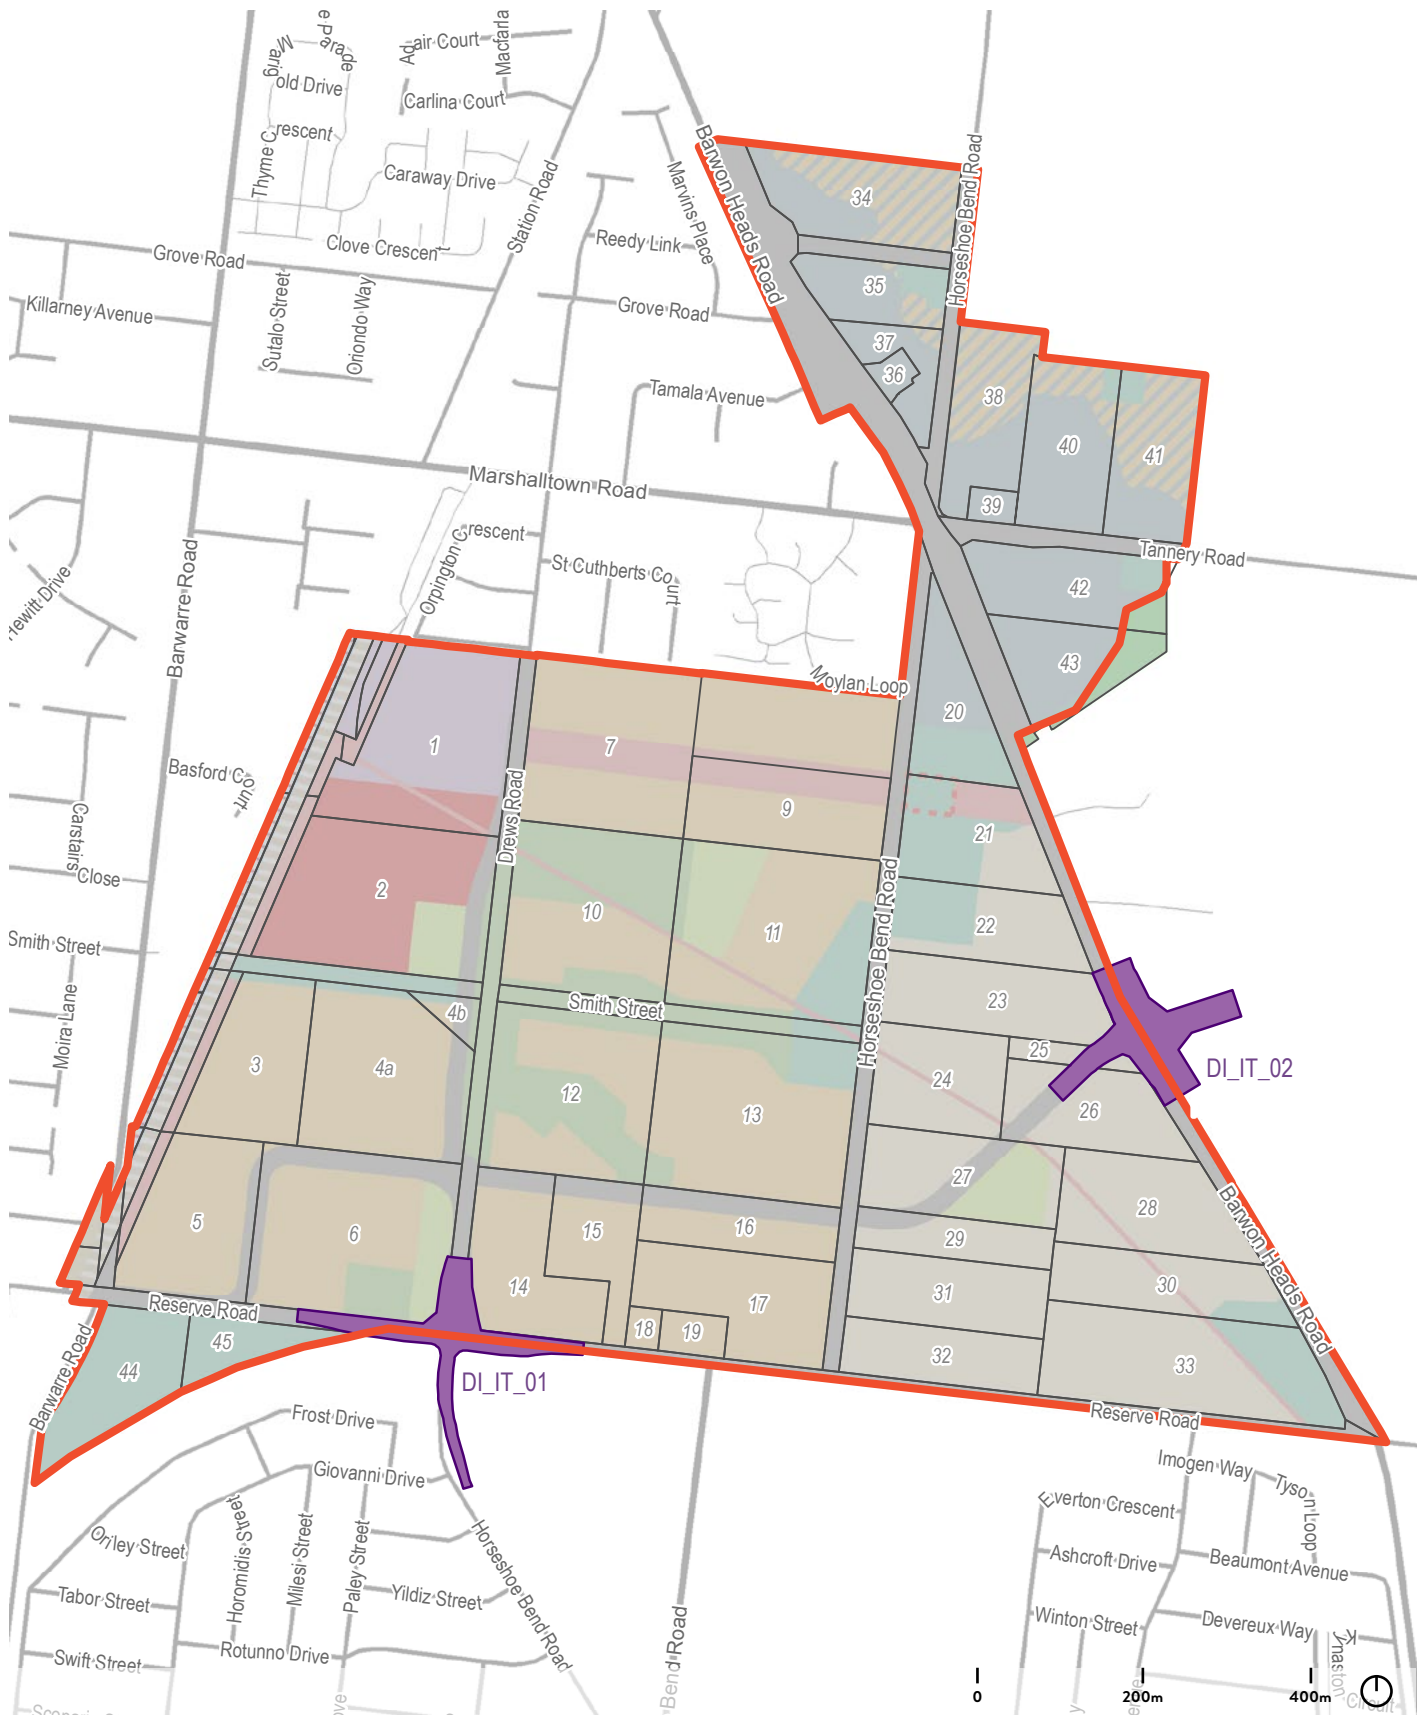 Parade
Marig
old Drive
Adair Court
Macfarla
Carlina Court
Thyme Crescent
Caraway Drive
Station Road
Clove Crescent
Grove Road
Killarney Avenue
Sutalo Street
Oriondo Way
Marvins Place
Reedy Link
Grove Road
Tamala Avenue
Barwon Heads Road
Horseshoe Bend Road
34
35
37
36
38
40
41
39
Marshalltown Road
Tannery Road
42
43
Hewitt Drive
Barwarre Road
Orpington Crescent
St Cuthberts Court
Moylan Loop
20
1
7
9
Basford Court
Drews Road
Carstairs
Close
2
10
11
21
22
Horseshoe Bend Road
Smith Street
Smith Street
Moira Lane
4b
3
4a
12
13
23
25
24
26
DI_IT_02
27
28
5
6
15
16
29
14
17
31
30
18
19
32
33
Barwon Heads Road
Reserve Road
45
44
Barwarre Road
DI_IT_01
Reserve Road
Frost Drive
Giovanni Drive
Horomidis Street
Milesi Street
Paley Street
Tabor Street
Yildiz Street
Swift Street
Rotunno Drive
Horseshoe Bend Road
Bend Road
Imogen Way
Tyson Loop
Everton Crescent
Ashcroft Drive
Beaumont Avenue
Winton Street
Devereux Way
Kynaston
Circuit
0
200m
400m